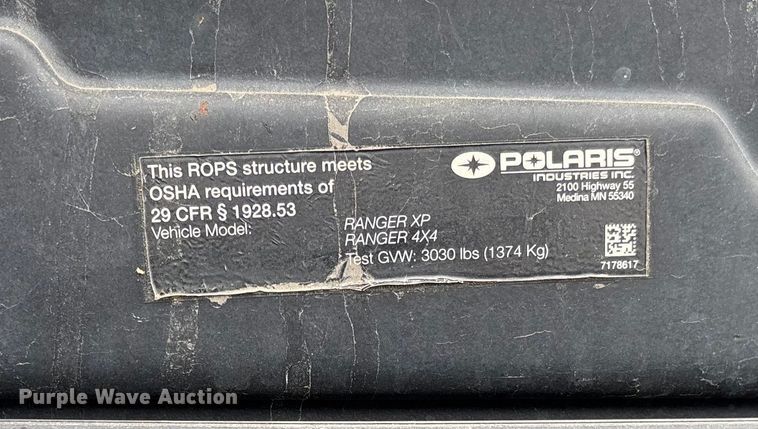 This ROPS structure meets
OSHA requirements of
29 CFR § 1928.53
Vehicle Model:
RANGER XP
RANGER 4X4
Test GVW: 3030 lbs (1374 Kg)
POLARIS®
INDUSTRIES INC.
2100 Highway 55
Medina MN 55340
7178617
Purple Wave Auction